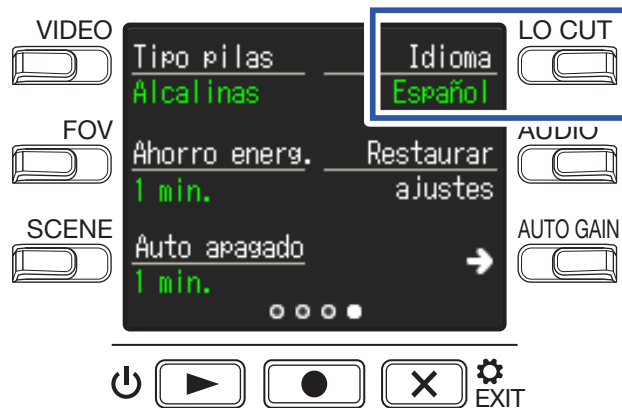 VIDEO
LO CUT
Tipo pilas
Idioma
Alcalinas
Español
FOV
AUDIO
Ahorro energ.
Restaurar
1 min.
ajustes
SCENE
AUTO GAIN
Auto apagado
1 min.
EXIT